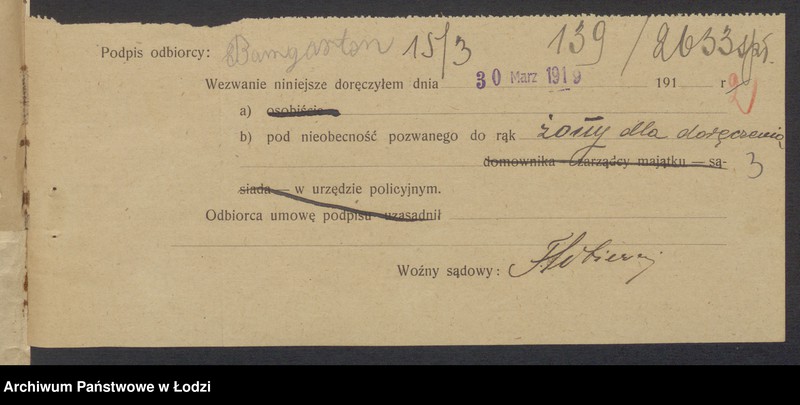 Podpis odbiorcy: Bamgarten 15/3 139/2633
Wezwanie niniejsze doręczyłem dnia 30 Marz 1919 191 r
a) osobiście
b) pod nieobecność pozwanego do rąk żony dla doręczenia
domownika – zarządcy majątku – są- 3
siada – w urzędzie policyjnym.
Odbiorca umowę podpisu uzasadnił
Woźny sądowy:
Archiwum Państwowe w Łodzi